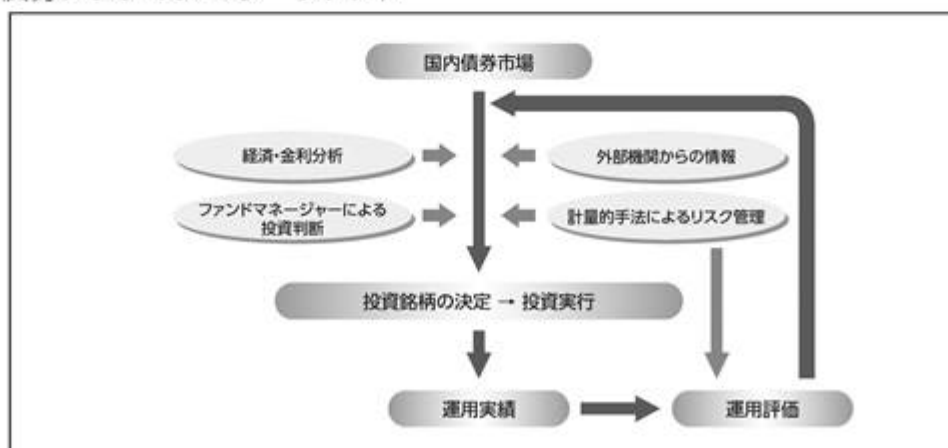 国内債券市場
経済・金利分析
外部機関からの情報
ファンドマネージャーによる
投資判断
計量的手法によるリスク管理
投資銘柄の決定 → 投資実行
運用実績
運用評価